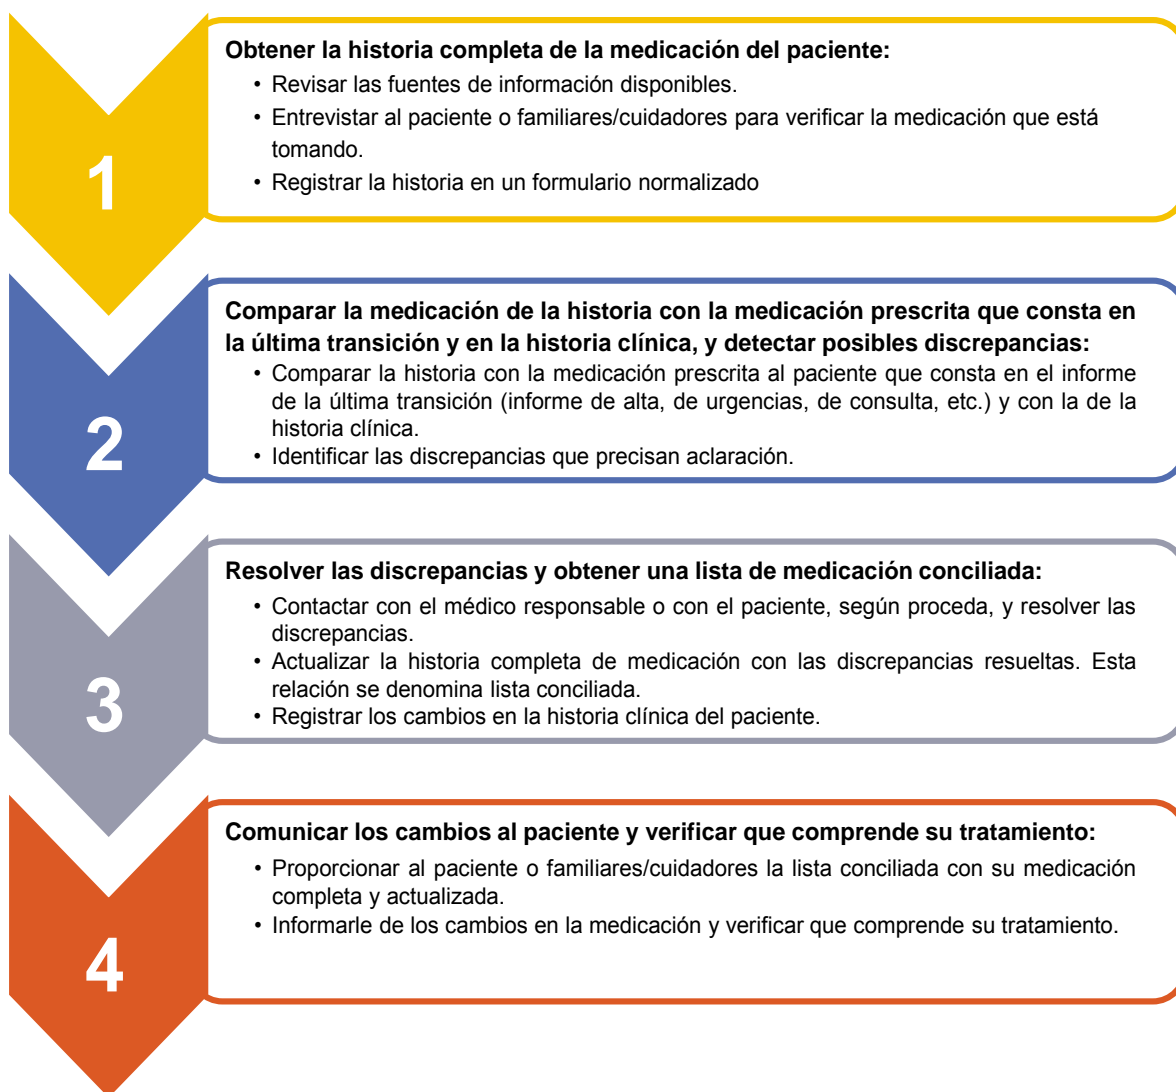 1
Obtener la historia completa de la medicación del paciente:
• Revisar las fuentes de información disponibles.
• Entrevistar al paciente o familiares/cuidadores para verificar la medicación que está
tomando.
• Registrar la historia en un formulario normalizado
2
Comparar la medicación de la historia con la medicación prescrita que consta en
la última transición y en la historia clínica, y detectar posibles discrepancias:
• Comparar la historia con la medicación prescrita al paciente que consta en el informe
de la última transición (informe de alta, de urgencias, de consulta, etc.) y con la de la
historia clínica.
• Identificar las discrepancias que precisan aclaración.
3
Resolver las discrepancias y obtener una lista de medicación conciliada:
• Contactar con el médico responsable o con el paciente, según proceda, y resolver las
discrepancias.
• Actualizar la historia completa de medicación con las discrepancias resueltas. Esta
relación se denomina lista conciliada.
• Registrar los cambios en la historia clínica del paciente.
4
Comunicar los cambios al paciente y verificar que comprende su tratamiento:
• Proporcionar al paciente o familiares/cuidadores la lista conciliada con su medicación
completa y actualizada.
• Informarle de los cambios en la medicación y verificar que comprende su tratamiento.